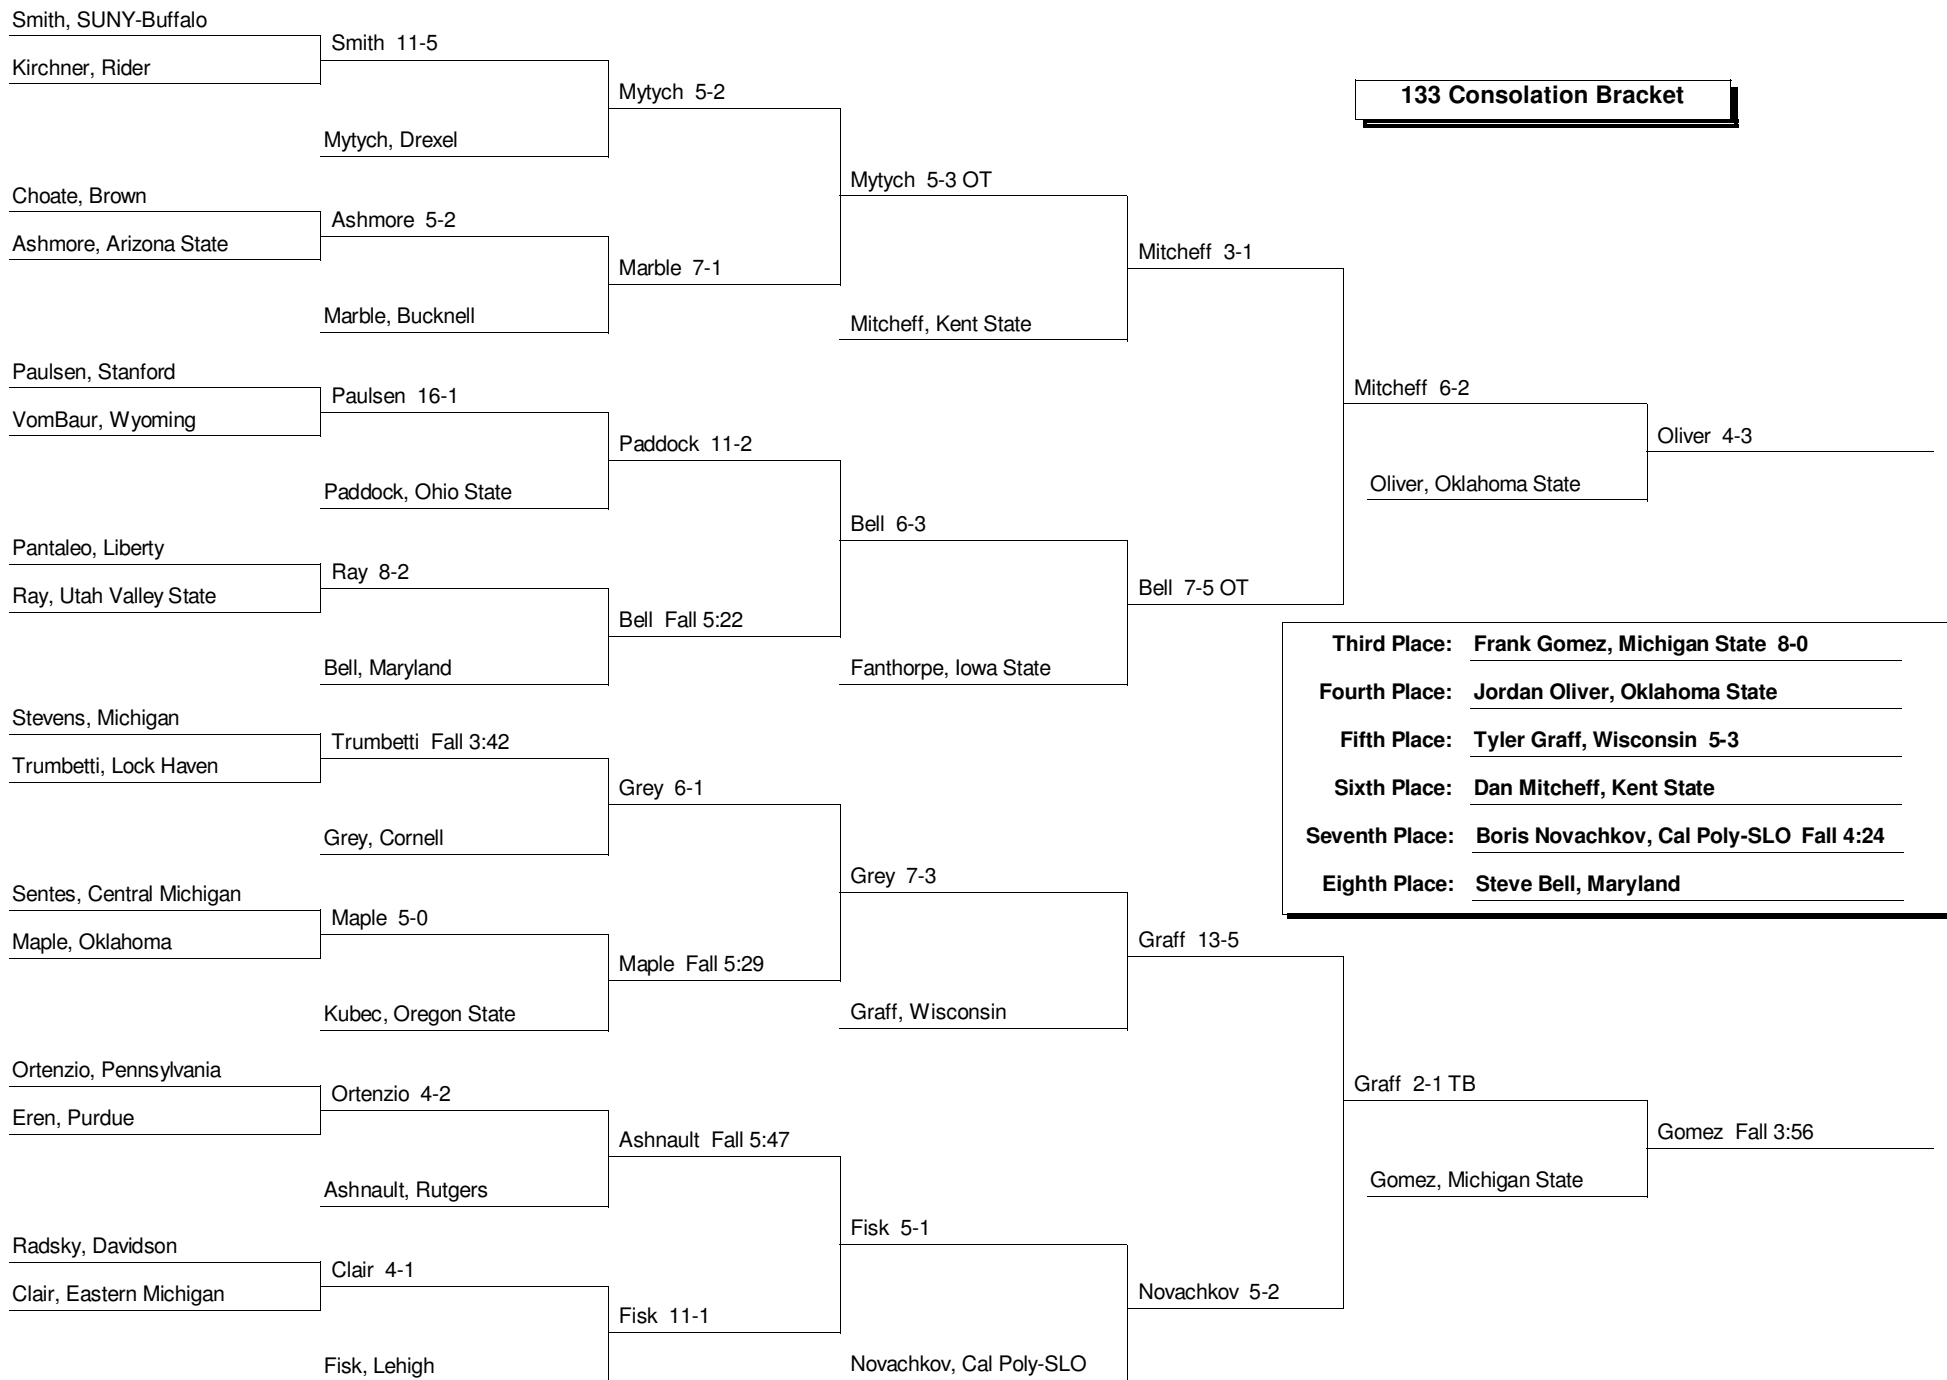 133 Consolation Bracket
Smith, SUNY-Buffalo
Kirchner, Rider
Choate, Brown
Ashmore, Arizona State
Paulsen, Stanford
VomBaur, Wyoming
Pantaleo, Liberty
Ray, Utah Valley State
Stevens, Michigan
Trumbetti, Lock Haven
Sentes, Central Michigan
Maple, Oklahoma
Ortenzio, Pennsylvania
Eren, Purdue
Radsky, Davidson
Clair, Eastern Michigan
Smith 11-5
Mytych, Drexel
Ashmore 5-2
Marble, Bucknell
Paulsen 16-1
Paddock, Ohio State
Ray 8-2
Bell, Maryland
Trumbetti Fall 3:42
Grey, Cornell
Maple 5-0
Kubec, Oregon State
Ortenzio 4-2
Ashnault, Rutgers
Clair 4-1
Fisk, Lehigh
Mytych 5-2
Marble 7-1
Paddock 11-2
Bell Fall 5:22
Grey 6-1
Maple Fall 5:29
Ashnault Fall 5:47
Fisk 11-1
Mytych 5-3 OT
Mitcheff, Kent State
Bell 6-3
Fanthorpe, Iowa State
Grey 7-3
Graff, Wisconsin
Fisk 5-1
Novachkov, Cal Poly-SLO
Mitcheff 3-1
Bell 7-5 OT
Graff 13-5
Novachkov 5-2
Mitcheff 6-2
Oliver, Oklahoma State
Graff 2-1 TB
Gomez, Michigan State
Oliver 4-3
Gomez Fall 3:56
Third Place: Frank Gomez, Michigan State 8-0
Fourth Place: Jordan Oliver, Oklahoma State
Fifth Place: Tyler Graff, Wisconsin 5-3
Sixth Place: Dan Mitcheff, Kent State
Seventh Place: Boris Novachkov, Cal Poly-SLO Fall 4:24
Eighth Place: Steve Bell, Maryland